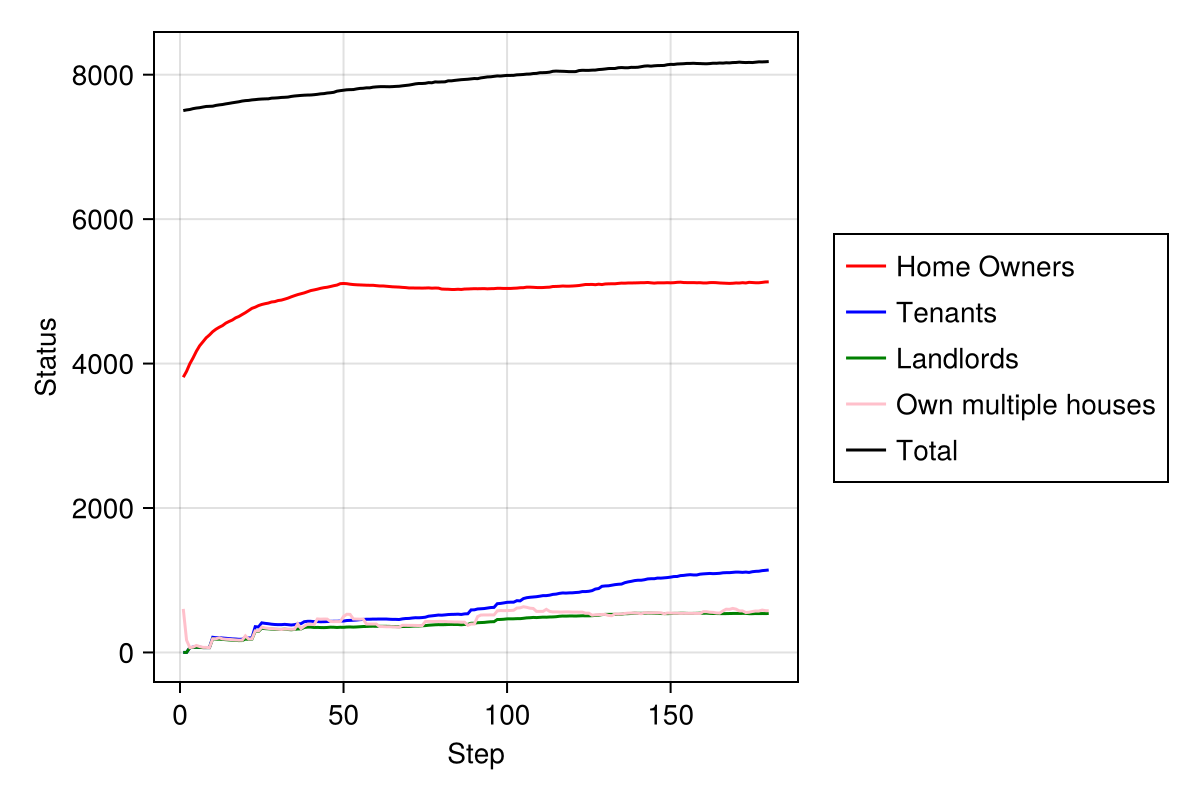 8000
6000
4000
2000
0
Status
0 50 100 150
Step
Home Owners
Tenants
Landlords
Own multiple houses
Total